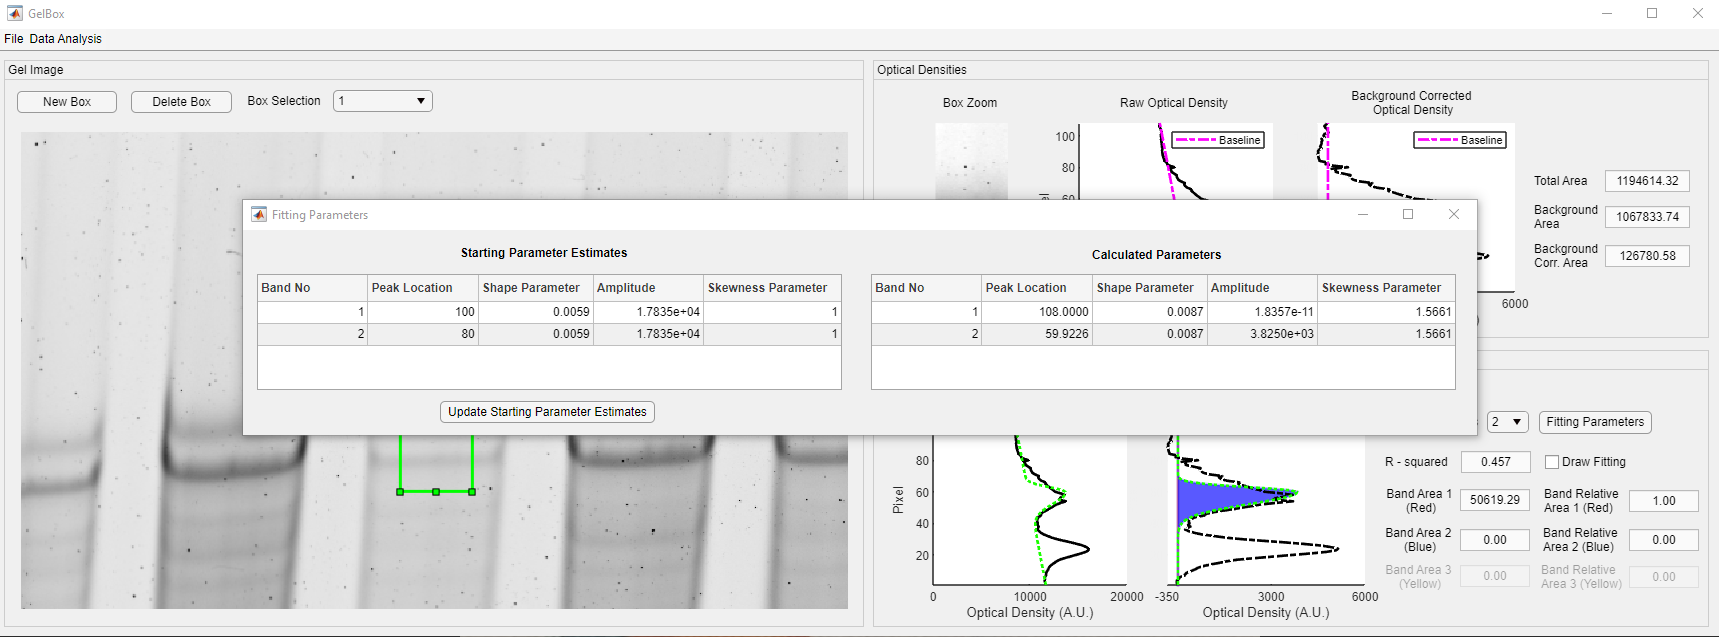 GelBox
File Data Analysis
Gel Image
New Box
Delete Box
Box Selection
1
Optical Densities
Box Zoom
Raw Optical Density
Background Corrected
Optical Density
Baseline
Baseline
100
80
60
6000
Total Area
1194614.32
Background
Area
1067833.74
Background
Corr. Area
126780.58
Fitting Parameters
Starting Parameter Estimates
Band No
Peak Location
Shape Parameter
Amplitude
Skewness Parameter
1 100 0.0059 1.7835e+04 1
2 80 0.0059 1.7835e+04 1
Update Starting Parameter Estimates
Calculated Parameters
Band No
Peak Location
Shape Parameter
Amplitude
Skewness Parameter
1 108.0000 0.0087 1.8357e-11 1.5661
2 59.9226 0.0087 3.8250e+03 1.5661
2
Fitting Parameters
R - squared
0.457
Draw Fitting
Band Area 1
(Red)
50619.29
Band Relative
Area 1 (Red)
1.00
Band Area 2
(Blue)
0.00
Band Relative
Area 2 (Blue)
0.00
Band Area 3
(Yellow)
0.00
Band Relative
Area 3 (Yellow)
0.00
Pixel
80
60
40
20
0
10000
20000
Optical Density (A.U.)
-350
3000
6000
Optical Density (A.U.)